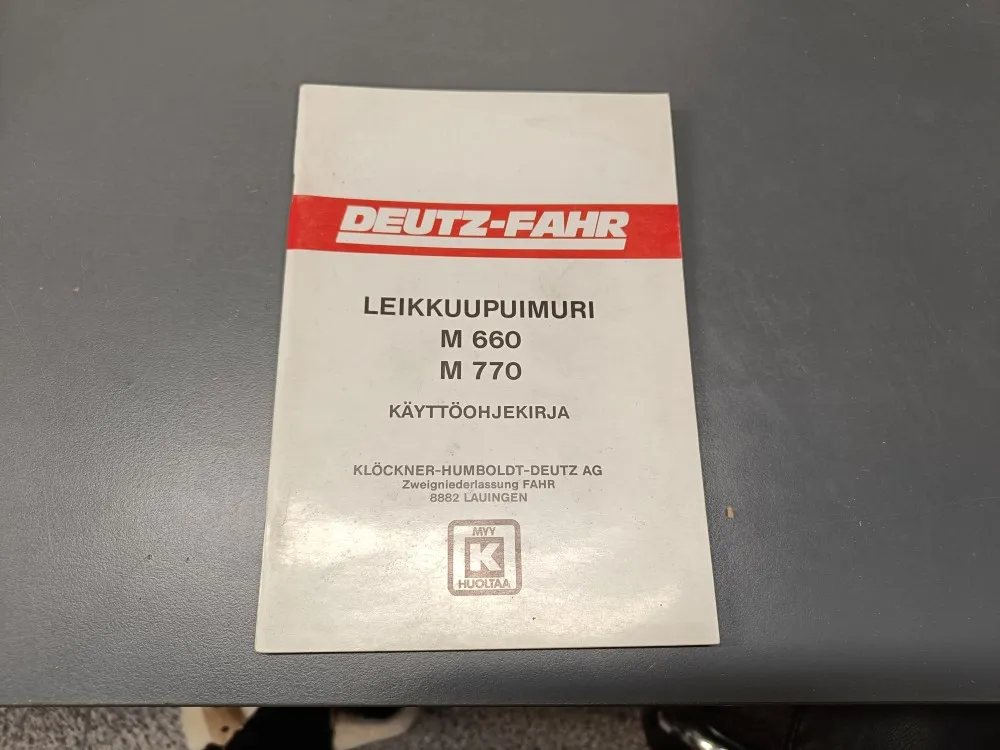 DEUTZ-FAHR
LEIKKUUPUIMURI
M 660
M 770
KÄYTTÖOHJEKIRJA
KLÖCKNER-HUMBOLDT-DEUTZ AG
Zweigniederlassung FAHR
8882 LAUINGEN
MYY
K
HUOLTAA